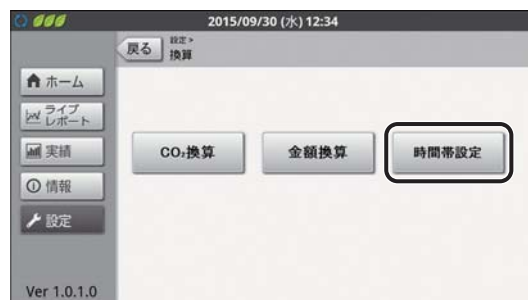 2015/09/30 (水) 12:34
戻る
設定>
換算
ホーム
ライブ
レポート
実績
情報
設定
CO₂換算
金額換算
時間帯設定
Ver 1.0.1.0